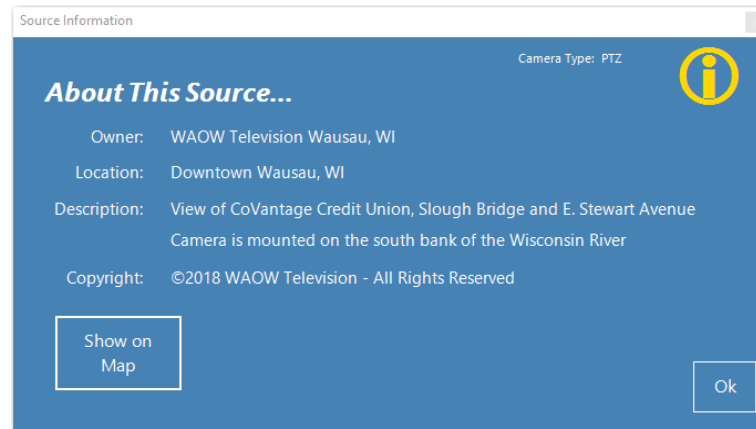 Source Information
Camera Type: PTZ
About This Source...
Owner: WAOW Television Wausau, WI
Location: Downtown Wausau, WI
Description: View of CoVantage Credit Union, Slough Bridge and E. Stewart Avenue
Camera is mounted on the south bank of the Wisconsin River
Copyright: ©2018 WAOW Television - All Rights Reserved
Show on
Map
Ok